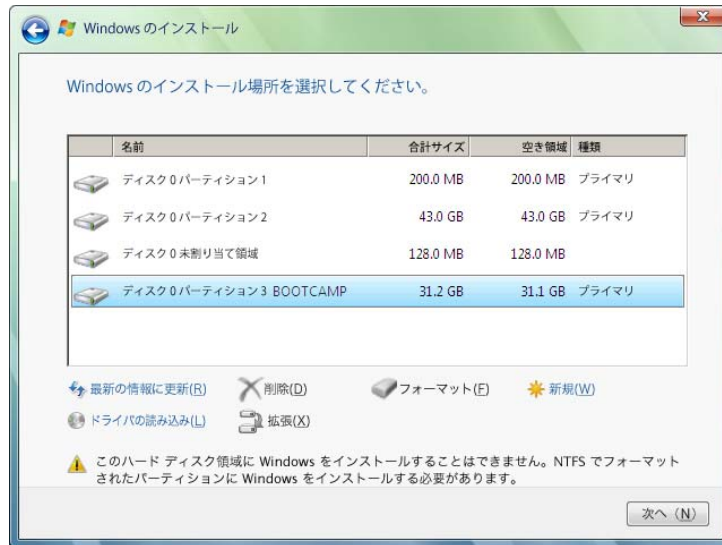 Windows のインストール
Windows のインストール場所を選択してください。
名前 合計サイズ 空き領域 種類
ディスク 0 パーティション 1 200.0 MB 200.0 MB プライマリ
ディスク 0 パーティション 2 43.0 GB 43.0 GB プライマリ
ディスク 0 未割り当て領域 128.0 MB 128.0 MB
ディスク 0 パーティション 3 BOOTCAMP 31.2 GB 31.1 GB プライマリ
最新の情報に更新(R) 削除(D) フォーマット(F) 新規(W)
ドライバの読み込み(L) 拡張(X)
このハード ディスク領域に Windows をインストールすることはできません。NTFS でフォーマット
されたパーティションに Windows をインストールする必要があります。
次へ (N)